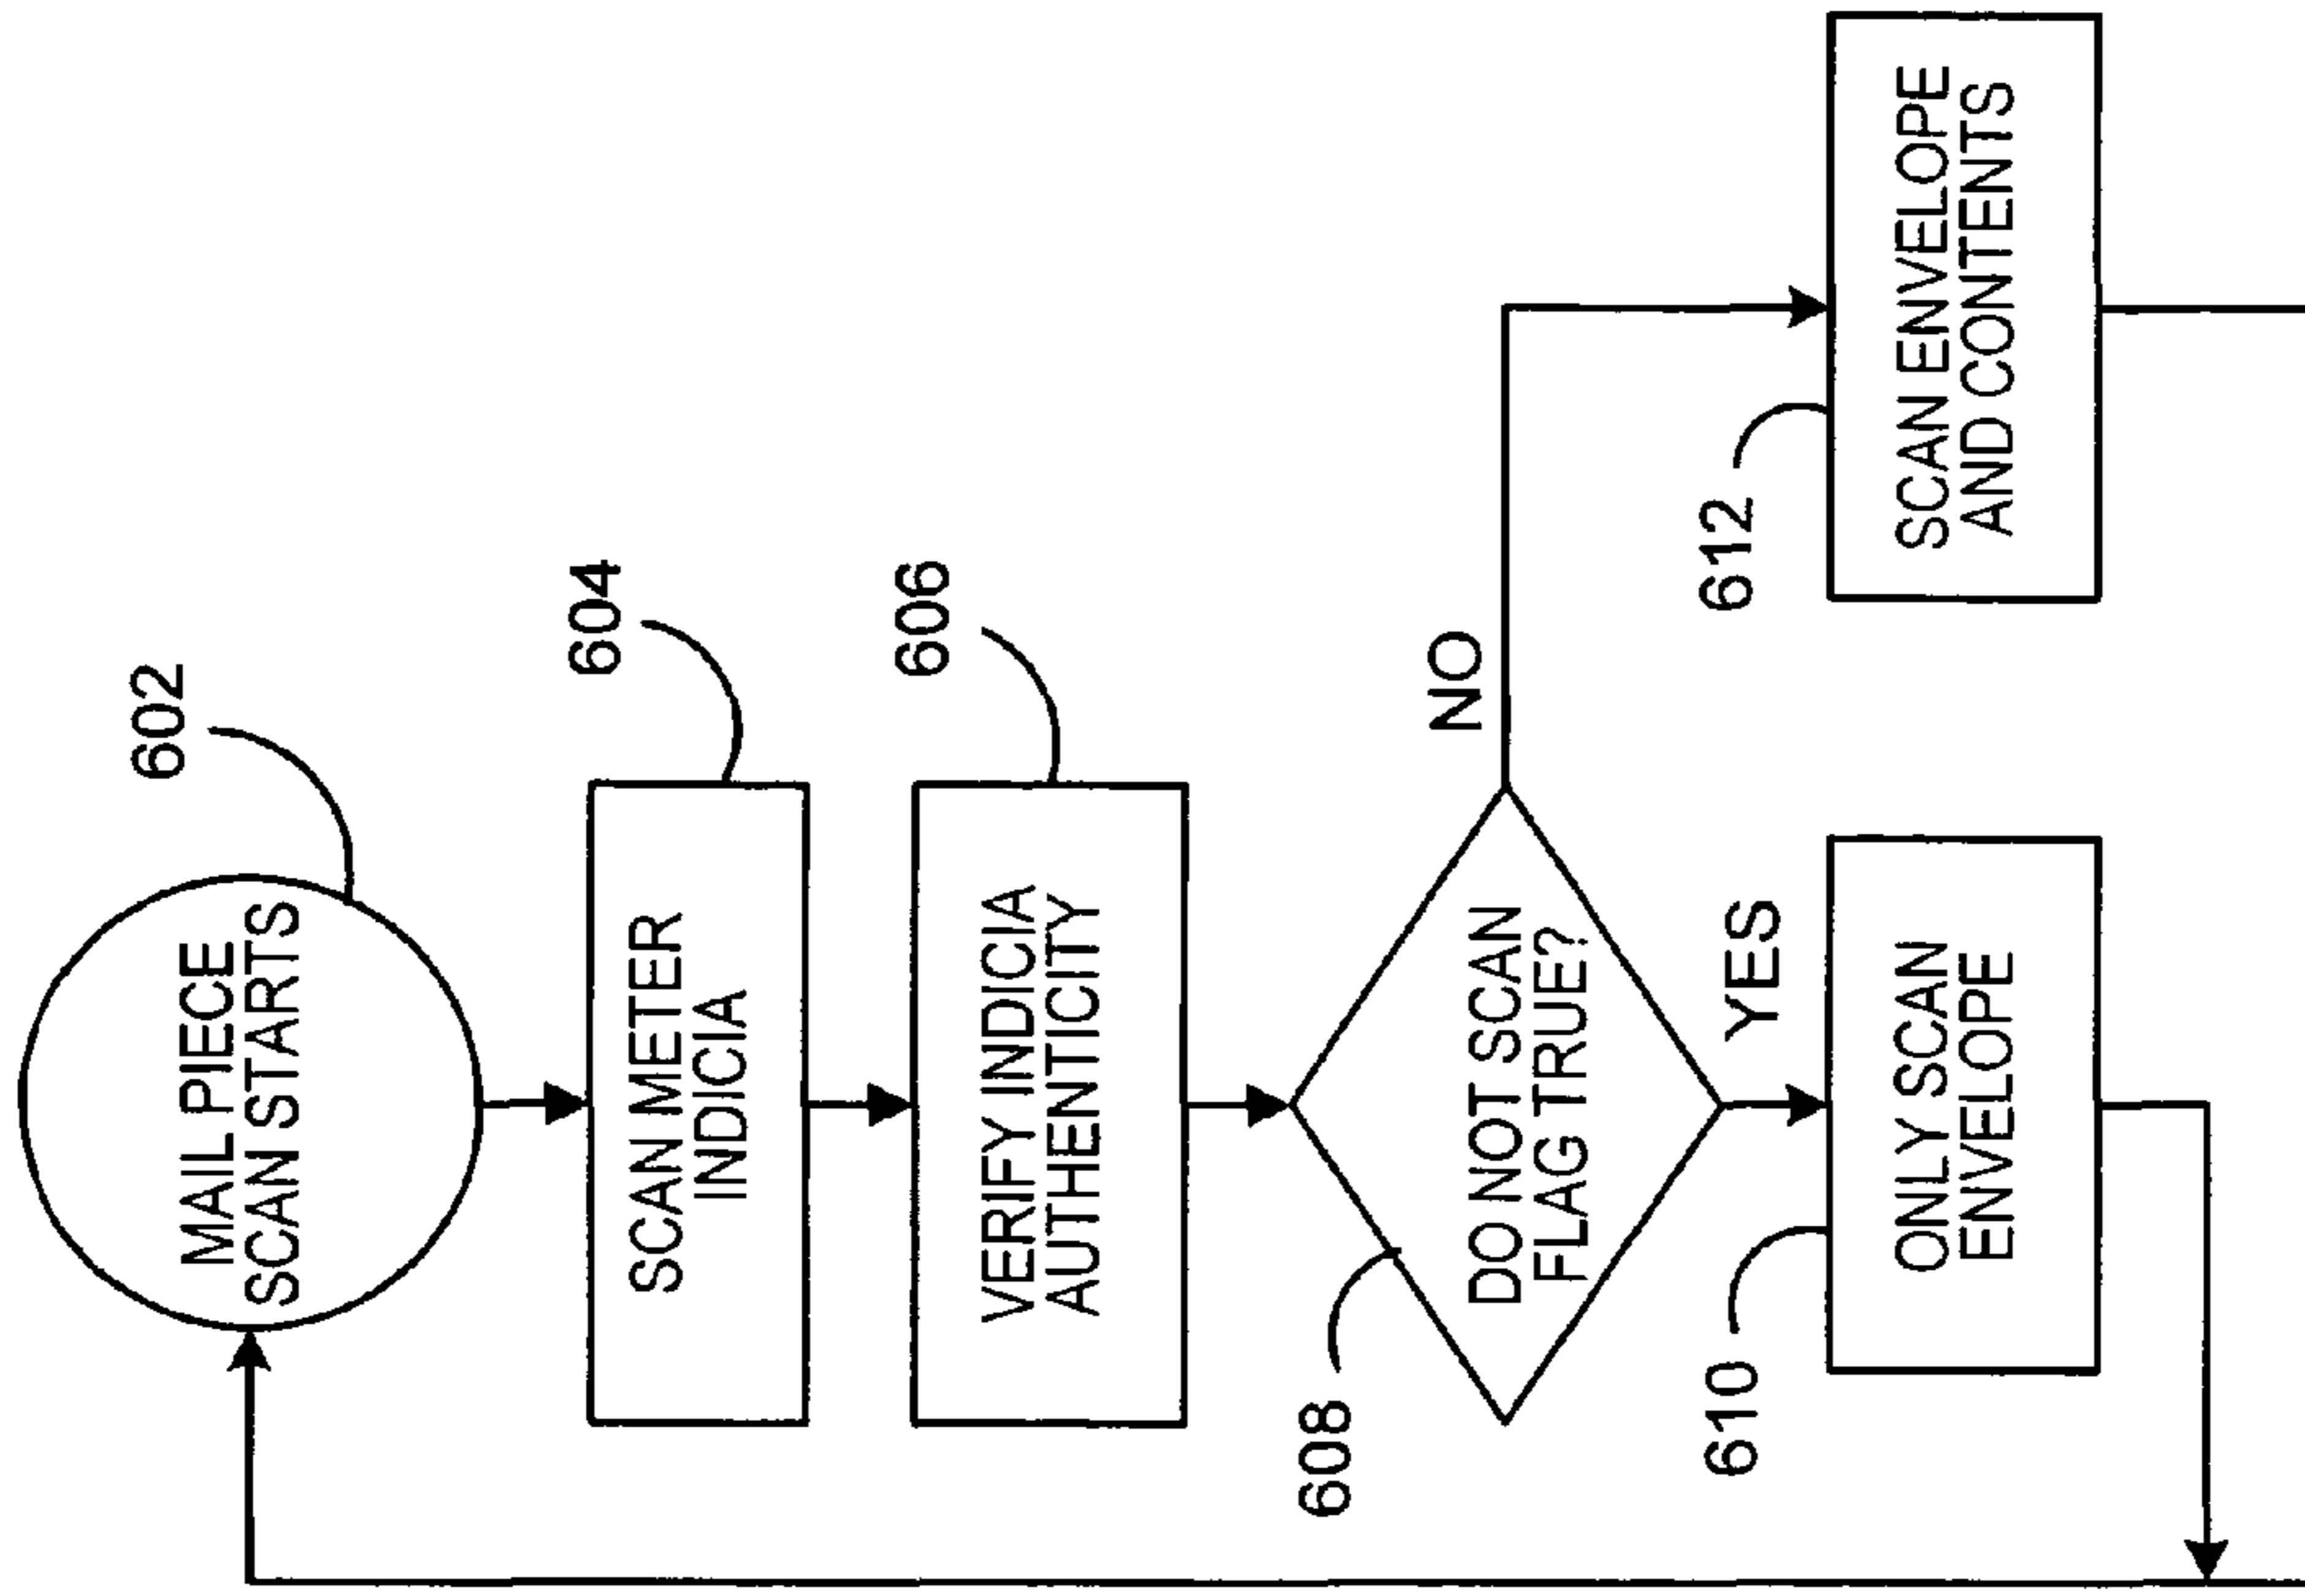 602
MAIL PIECE
SCAN STARTS
604
SCAN METER
INDICIA
606
VERIFY INDICIA
AUTHENTICITY
608
DO NOT SCAN
FLAG TRUE?
NO
YES
610
ONLY SCAN
ENVELOPE
612
SCAN ENVELOPE
AND CONTENTS